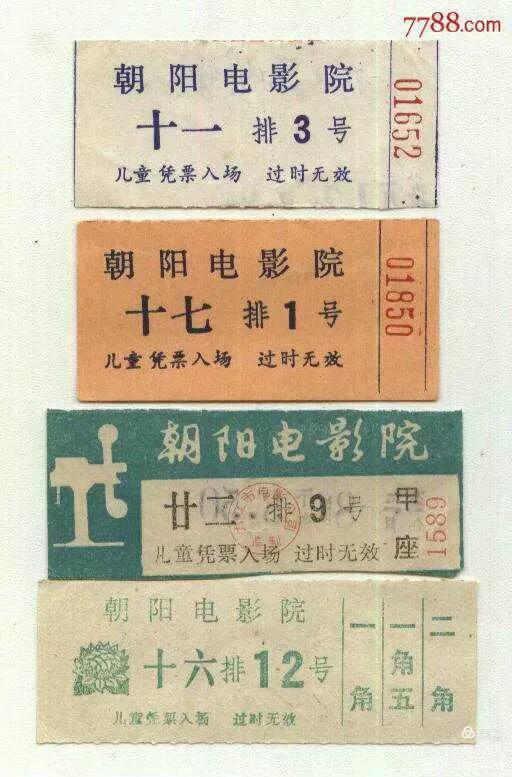 7788.com
朝阳电影院
十一 排 3 号
儿童凭票入场 过时无效
01652
朝阳电影院
十七 排 1 号
儿童凭票入场 过时无效
01850
朝阳电影院
廿二 排 9 号
儿童凭票入场 过时无效
甲座
1589
朝阳电影院
十六排12号
儿童凭票入场 过时无效
一角
一角五
二角